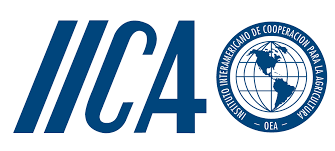 IICA
INSTITUTO INTERAMERICANO DE COOPERACION PARA LA AGRICULTURA
- OEA -